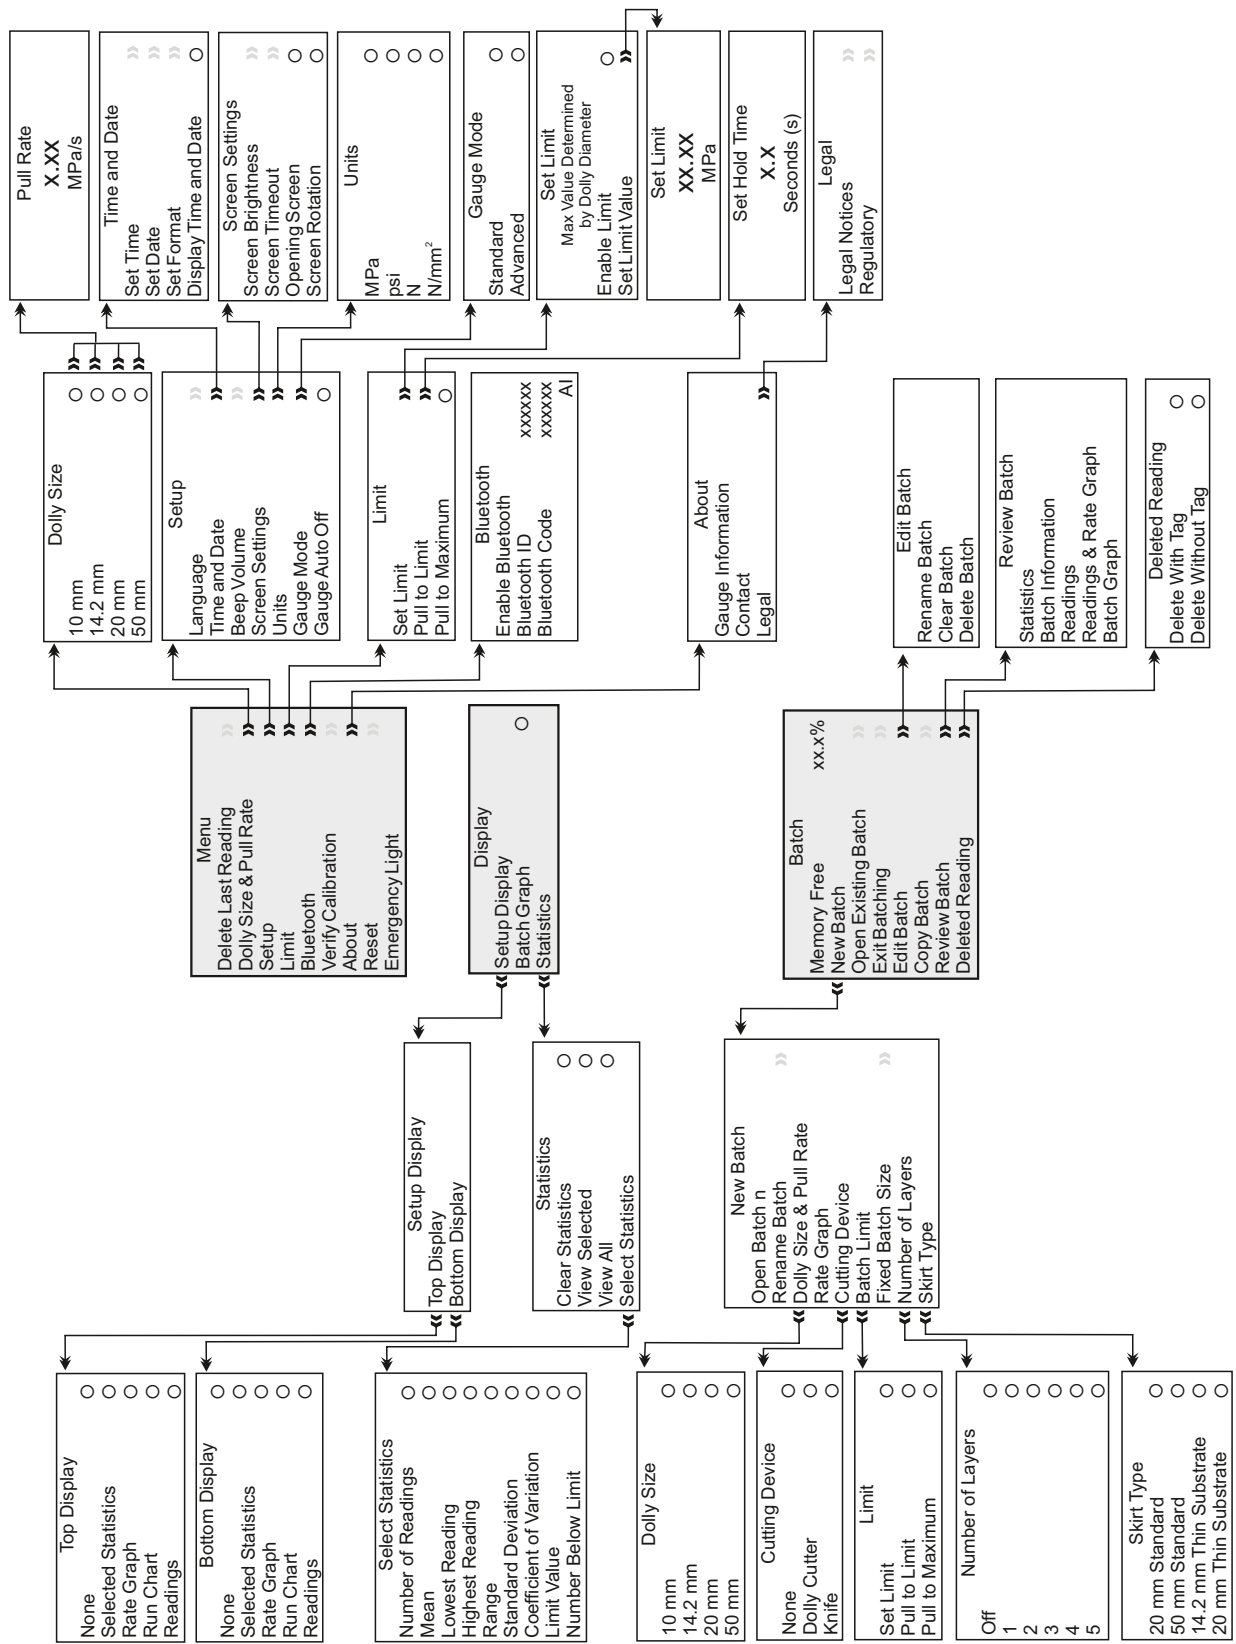 Top Display
None
Selected Statistics
Rate Graph
Run Chart
Readings
Bottom Display
None
Selected Statistics
Rate Graph
Run Chart
Readings
Select Statistics
Number of Readings
Mean
Lowest Reading
Highest Reading
Range
Standard Deviation
Coefficient of Variation
Limit Value
Number Below Limit
Dolly Size
10 mm
14.2 mm
20 mm
50 mm
Cutting Device
None
Dolly Cutter
Knife
Limit
Set Limit
Pull to Limit
Pull to Maximum
Number of Layers
Off
1
2
3
4
5
Skirt Type
20 mm Standard
50 mm Standard
14.2 mm Thin Substrate
20 mm Thin Substrate
Setup Display
Top Display
Bottom Display
Statistics
Clear Statistics
View Selected
View All
Select Statistics
New Batch
Open Batch n
Rename Batch
Dolly Size & Pull Rate
Rate Graph
Cutting Device
Batch Limit
Fixed Batch Size
Number of Layers
Skirt Type
Menu
Delete Last Reading
Dolly Size & Pull Rate
Setup
Limit
Bluetooth
Verify Calibration
About
Reset
Emergency Light
Display
Setup Display
Batch Graph
Statistics
Batch
Memory Free xx.x%
New Batch
Open Existing Batch
Exit Batching
Edit Batch
Copy Batch
Review Batch
Deleted Reading
Dolly Size
10 mm
14.2 mm
20 mm
50 mm
Setup
Language
Time and Date
Beep Volume
Screen Settings
Units
Gauge Mode
Gauge Auto Off
Limit
Set Limit
Pull to Limit
Pull to Maximum
Bluetooth
Enable Bluetooth
Bluetooth ID xxxxxx
Bluetooth Code xxxxxx
AI
About
Gauge Information
Contact
Legal
Edit Batch
Rename Batch
Clear Batch
Delete Batch
Review Batch
Statistics
Batch Information
Readings
Readings & Rate Graph
Batch Graph
Deleted Reading
Delete With Tag
Delete Without Tag
Pull Rate
X.XX
MPa/s
Time and Date
Set Time
Set Date
Set Format
Display Time and Date
Screen Settings
Screen Brightness
Screen Timeout
Opening Screen
Screen Rotation
Units
MPa
psi
N
N/mm²
Gauge Mode
Standard
Advanced
Set Limit
Max Value Determined
by Dolly Diameter
Enable Limit
Set Limit Value
Set Limit
XX.XX
MPa
Set Hold Time
X.X
Seconds (s)
Legal
Legal Notices
Regulatory